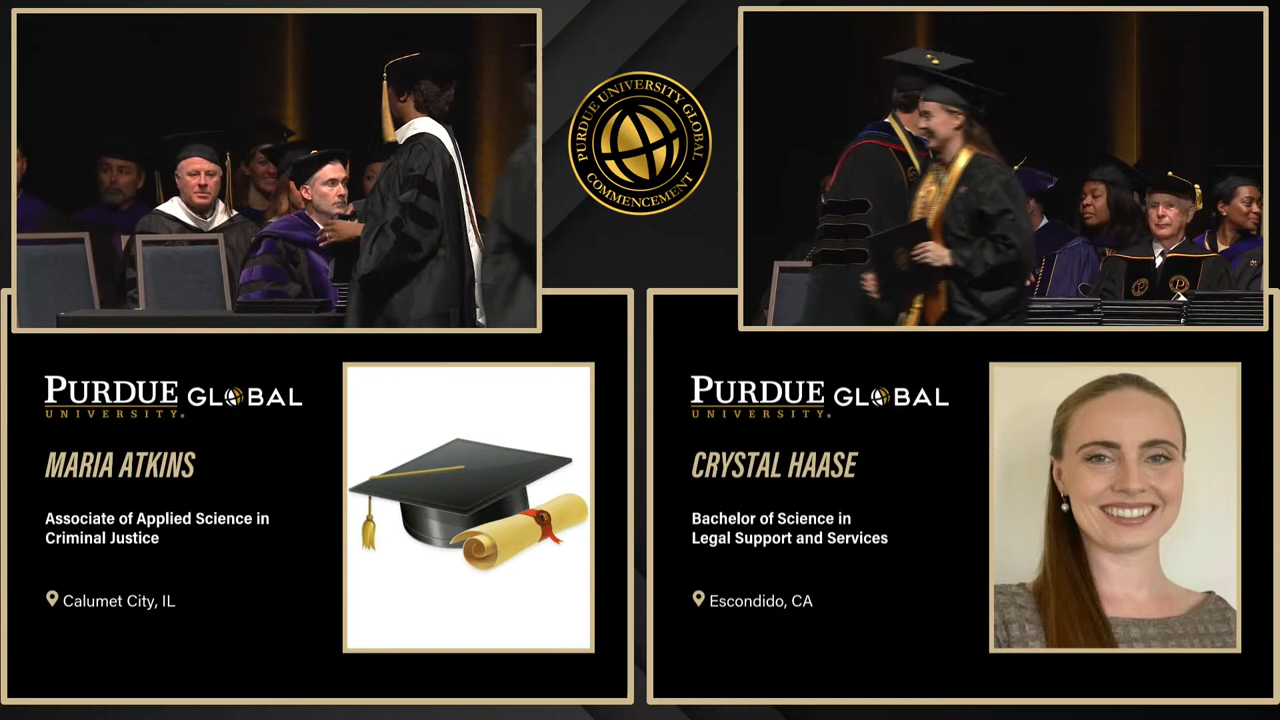 PURDUE UNIVERSITY GLOBAL
COMMENCEMENT
PURDUE GLOBAL
UNIVERSITY®
MARIA ATKINS
Associate of Applied Science in
Criminal Justice
Calumet City, IL
PURDUE GLOBAL
UNIVERSITY®
CRYSTAL HAASE
Bachelor of Science in
Legal Support and Services
Escondido, CA